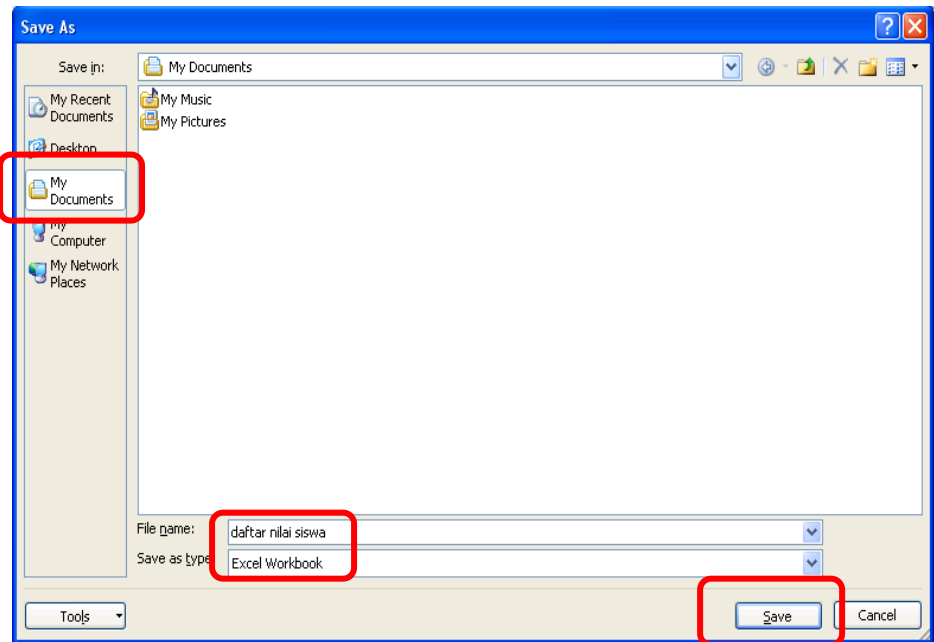 Save As
Save in:
My Documents
My Recent
Documents
My Music
My Pictures
Desktop
My
Documents
My
Computer
My Network
Places
File name:
daftar nilai siswa
Save as type
Excel Workbook
Tools
Save
Cancel